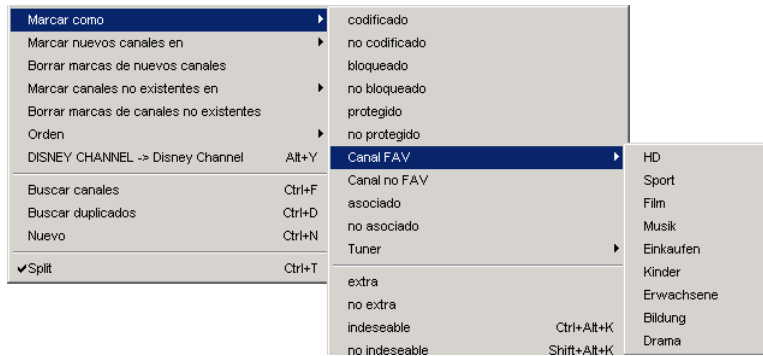 Marcar como
Marcar nuevos canales en
Borrar marcas de nuevos canales
Marcar canales no existentes en
Borrar marcas de canales no existentes
Orden
DISNEY CHANNEL -> Disney Channel Alt+Y
Buscar canales Ctrl+F
Buscar duplicados Ctrl+D
Nuevo Ctrl+N
Split Ctrl+T
codificado
no codificado
bloqueado
no bloqueado
protegido
no protegido
Canal FAV
Canal no FAV
asociado
no asociado
Tuner
extra
no extra
indeseable Ctrl+Alt+K
no indeseable Shift+Alt+K
HD
Sport
Film
Musik
Einkaufen
Kinder
Erwachsene
Bildung
Drama